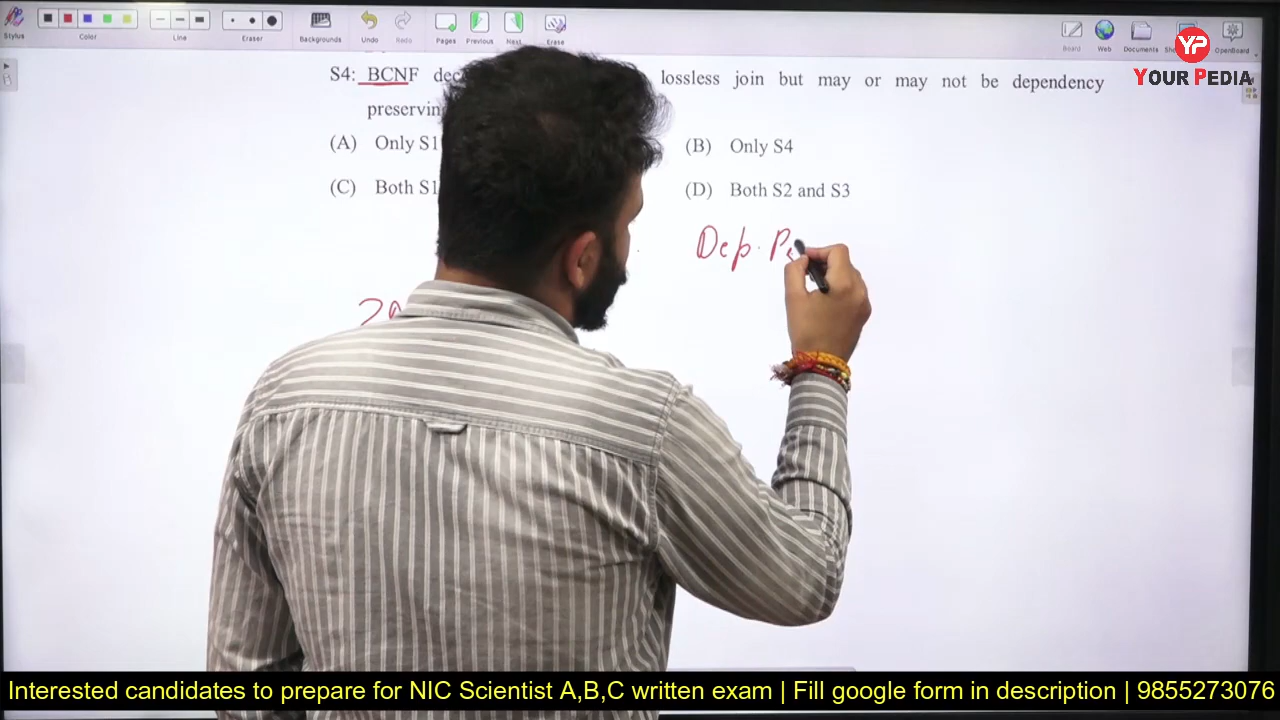 Stylus
Color
Line
Eraser
Backgrounds
Undo
Redo
Pages
Previous
Next
Erase
Board
Web
Documents
OpenBoard
YP
YOUR PEDIA
S4: BCNF lossless join but may or may not be dependency
(A) Only S1
(B) Only S4
(C) Both S1
(D) Both S2 and S3
Dep. P
Interested candidates to prepare for NIC Scientist A,B,C written exam | Fill google form in description | 9855273076